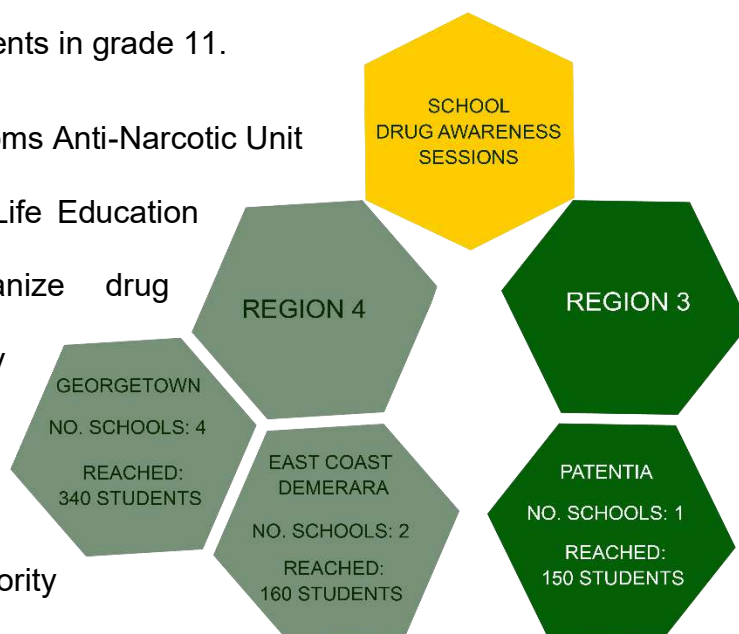 ents in grade 11.
oms Anti-Narcotic Unit
Life Education
anize drug
ority
SCHOOL
DRUG AWARENESS
SESSIONS
REGION 4
REGION 3
GEORGETOWN
NO. SCHOOLS: 4
REACHED:
340 STUDENTS
EAST COAST
DEMERARA
NO. SCHOOLS: 2
REACHED:
160 STUDENTS
PATENTIA
NO. SCHOOLS: 1
REACHED:
150 STUDENTS